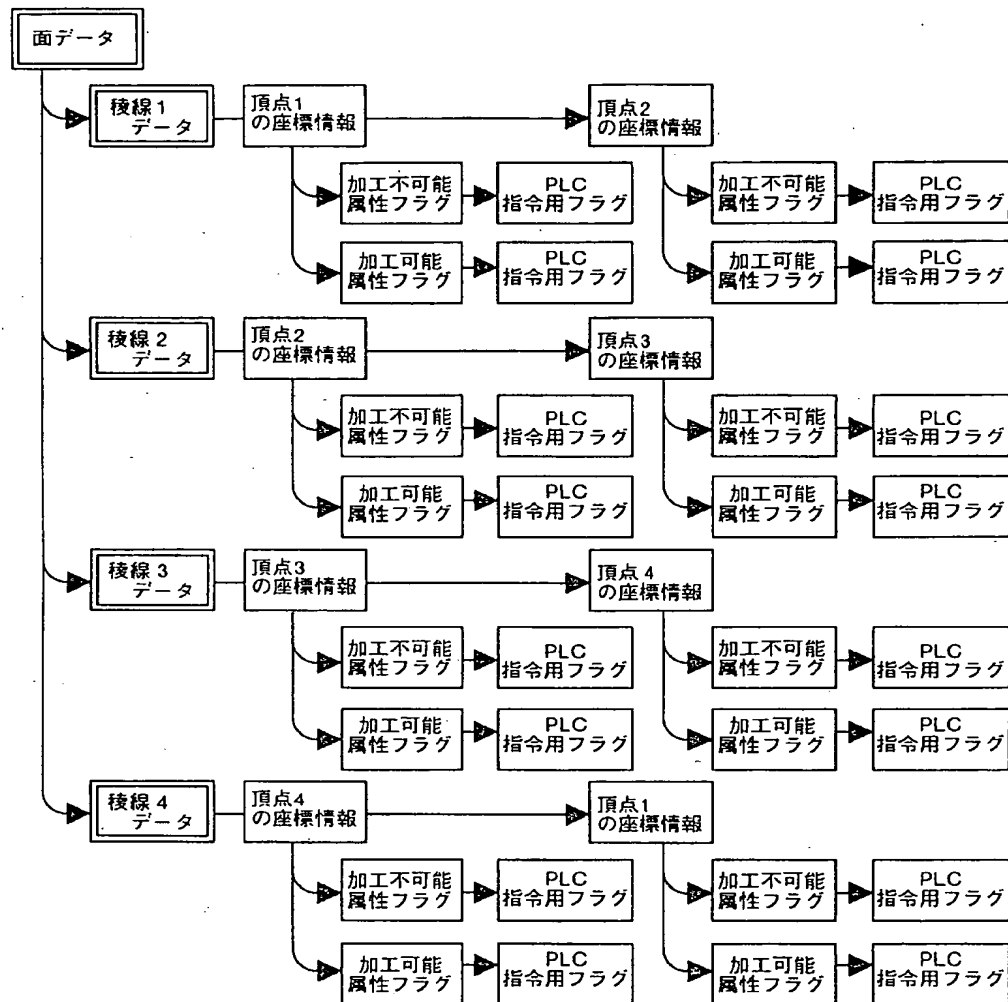 面データ
稜線1
データ
頂点1
の座標情報
頂点2
の座標情報
加工不可能
属性フラグ
PLC
指令用フラグ
加工不可能
属性フラグ
PLC
指令用フラグ
加工可能
属性フラグ
PLC
指令用フラグ
加工可能
属性フラグ
PLC
指令用フラグ
稜線2
データ
頂点2
の座標情報
頂点3
の座標情報
加工不可能
属性フラグ
PLC
指令用フラグ
加工不可能
属性フラグ
PLC
指令用フラグ
加工可能
属性フラグ
PLC
指令用フラグ
加工可能
属性フラグ
PLC
指令用フラグ
稜線3
データ
頂点3
の座標情報
頂点4
の座標情報
加工不可能
属性フラグ
PLC
指令用フラグ
加工不可能
属性フラグ
PLC
指令用フラグ
加工可能
属性フラグ
PLC
指令用フラグ
加工可能
属性フラグ
PLC
指令用フラグ
稜線4
データ
頂点4
の座標情報
頂点1
の座標情報
加工不可能
属性フラグ
PLC
指令用フラグ
加工不可能
属性フラグ
PLC
指令用フラグ
加工可能
属性フラグ
PLC
指令用フラグ
加工可能
属性フラグ
PLC
指令用フラグ